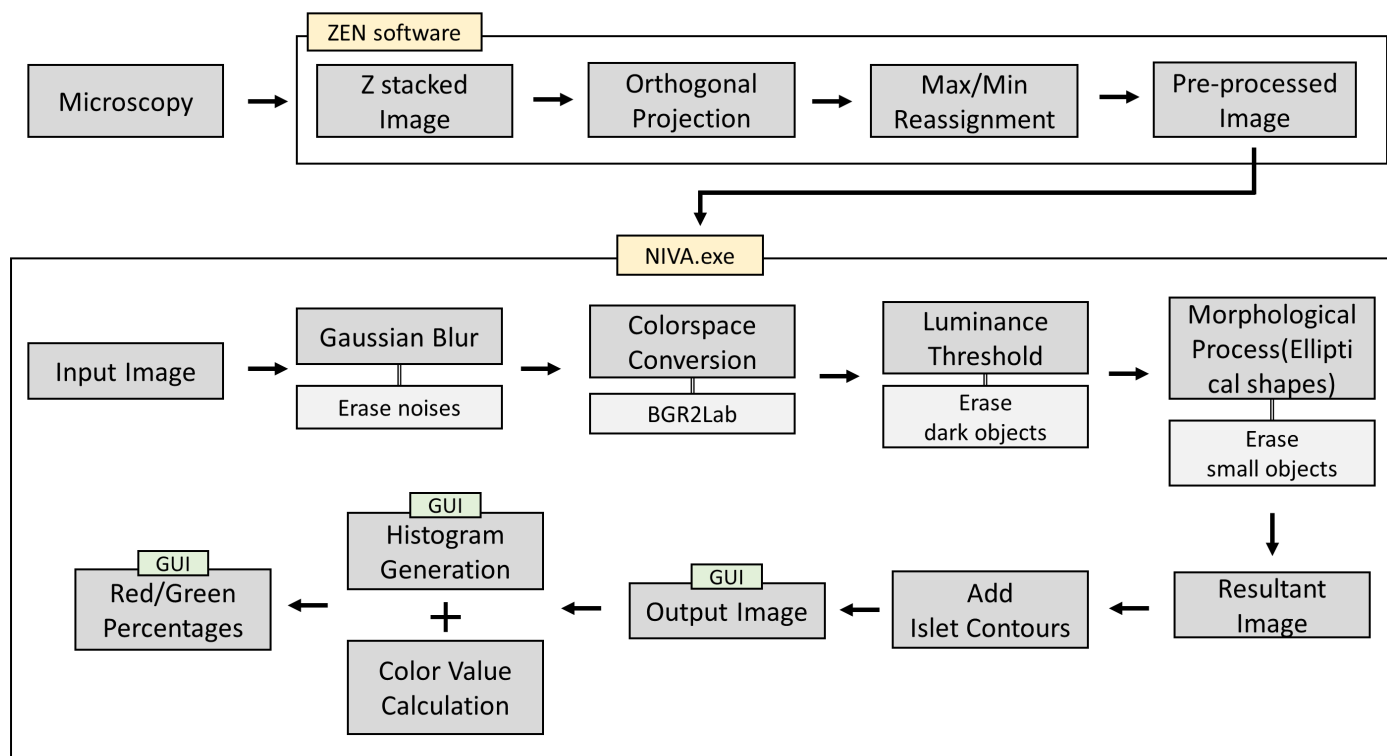 ZEN software
Microscopy
Z stacked
Image
Orthogonal
Projection
Max/Min
Reassignment
Pre-processed
Image
NIVA.exe
Input Image
Gaussian Blur
Erase noises
Colorspace
Conversion
BGR2Lab
Luminance
Threshold
Erase
dark objects
Morphological
Process(Ellipti
cal shapes)
Erase
small objects
Resultant
Image
Add
Islet Contours
GUI
Output Image
GUI
Histogram
Generation
+
Color Value
Calculation
GUI
Red/Green
Percentages